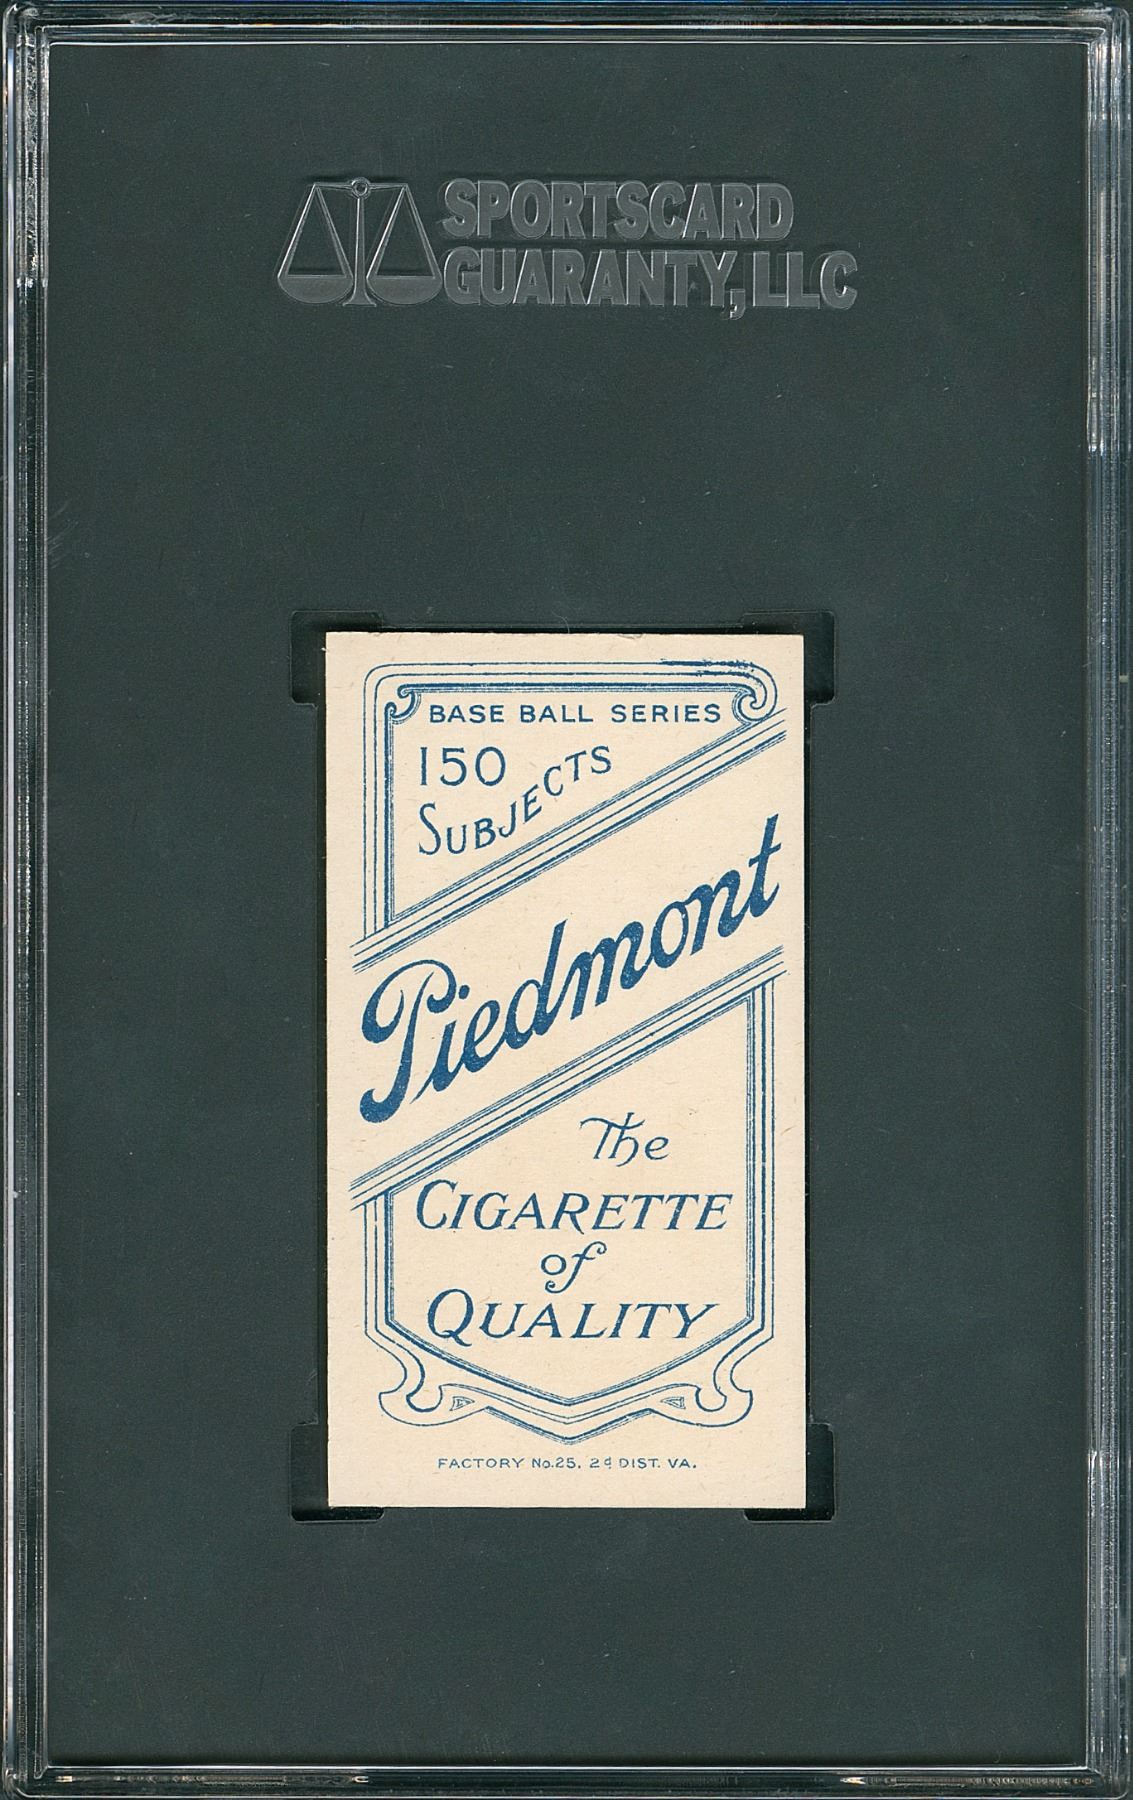 SPORTSCARD
GUARANTY, LLC
BASE BALL SERIES
150
SUBJECTS
Piedmont
The
CIGARETTE
of
QUALITY
FACTORY No.25, 2d DIST. VA.